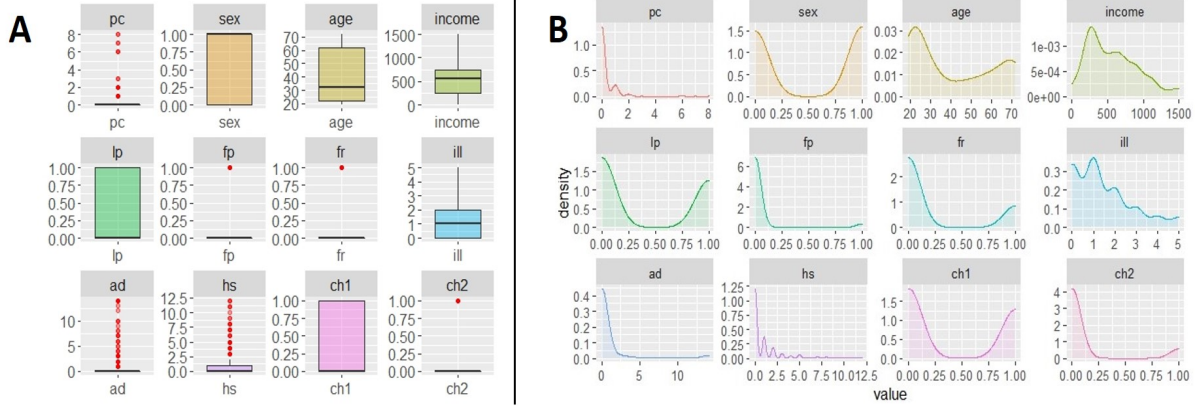 A
pc sex age income
8 6 4 2 0
1.00 0.75 0.50 0.25 0.00
70 60 50 40 30 20
1500 1000 500 0
pc sex age income
lp fp fr ill
1.00 0.75 0.50 0.25 0.00
1.00 0.75 0.50 0.25 0.00
1.00 0.75 0.50 0.25 0.00
5 4 3 2 1 0
lp fp fr ill
ad hs ch1 ch2
10 5 0
12.5 10.0 7.5 5.0 2.5 0.0
1.00 0.75 0.50 0.25 0.00
1.00 0.75 0.50 0.25 0.00
ad hs ch1 ch2
B
pc sex age income
1.0 0.5 0.0
1.5 1.0 0.5 0.0
0.03 0.02 0.01 0.00
1e-03 5e-04 0e+00
0 2 4 6 8
0.00 0.25 0.50 0.75 1.00
20 30 40 50 60 70
0 500 1000 1500
lp fp fr ill
1.5 1.0 0.5 0.0
6 4 2 0
2 1 0
0.3 0.2 0.1 0.0
0.00 0.25 0.50 0.75 1.00
0.00 0.25 0.50 0.75 1.00
0.00 0.25 0.50 0.75 1.00
0 1 2 3 4 5
density
ad hs ch1 ch2
0.4 0.3 0.2 0.1 0.0
1.25 1.00 0.75 0.50 0.25 0.00
1.5 1.0 0.5 0.0
4 3 2 1 0
0 5 10
0.0 2.5 5.0 7.5 10.0 12.5
0.00 0.25 0.50 0.75 1.00
0.00 0.25 0.50 0.75 1.00
value